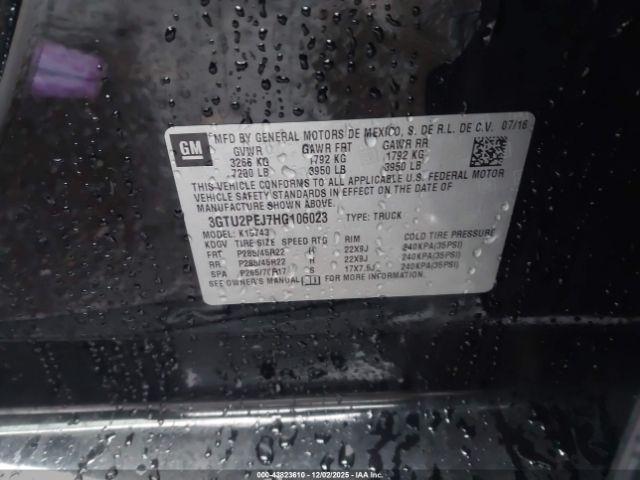 GM
MFD BY GENERAL MOTORS DE MEXICO, S. DE R.L. DE C.V. 07/16
GVWR GAWR FRT GAWR RR
3266 KG 1792 KG 1792 KG
7200 LB 3950 LB 3950 LB
THIS VEHICLE CONFORMS TO ALL APPLICABLE U.S. FEDERAL MOTOR
VEHICLE SAFETY STANDARDS IN EFFECT ON THE DATE OF
MANUFACTURE SHOWN ABOVE.
3GTU2PEJ7HG106023 TYPE: TRUCK
MODEL: K15743
KDGV TIRE SIZE SPEED RTG RIM COLD TIRE PRESSURE
FRT P285/45R22 H 22X9J 240KPA(35PSI)
RR P285/45R22 H 22X9J 240KPA(35PSI)
SPA P265/70R17 S 17X7.5J 240KPA(35PSI)
SEE OWNER'S MANUAL FOR MORE INFORMATION.
000-43823610 - 12/02/2025 - IAAI.COM